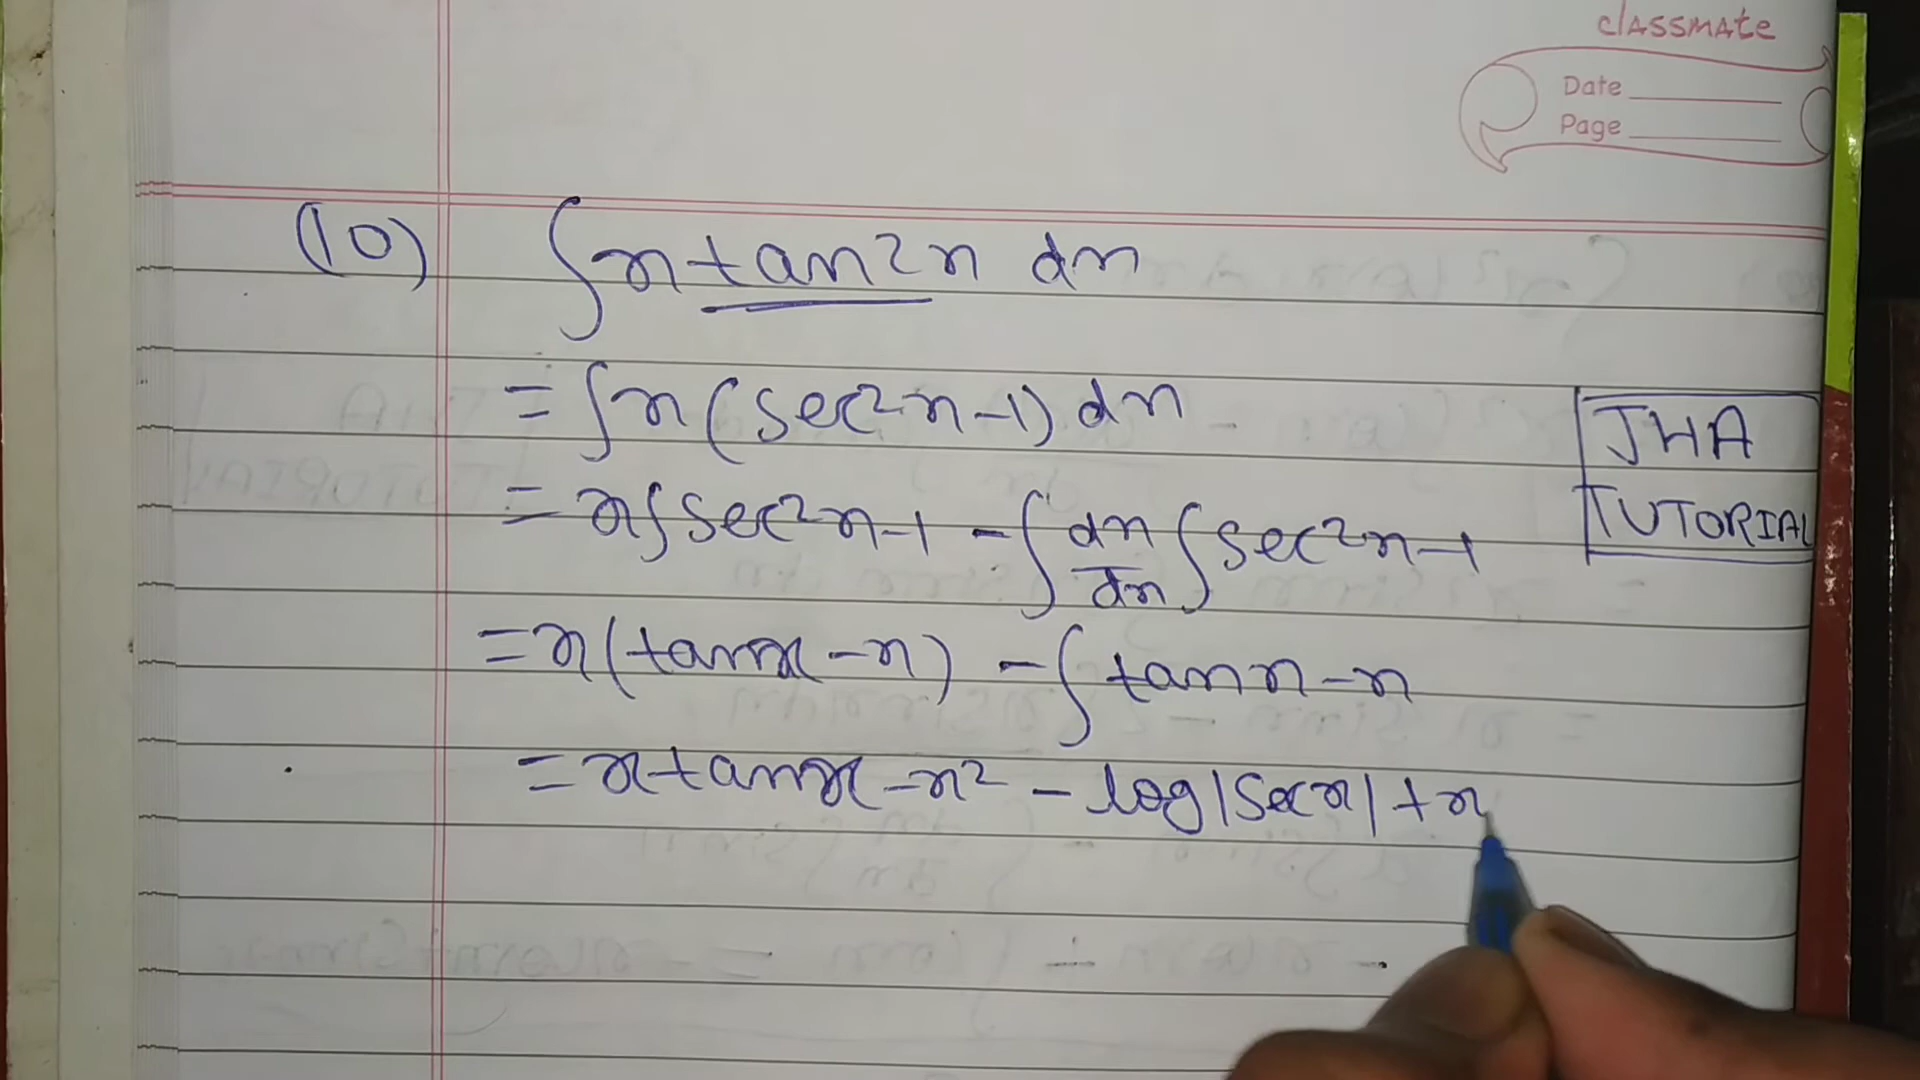 classmate
Date
Page
(10) ∫x tan²x dx
= ∫x (sec²x-1) dx
= x∫sec²x-1 - ∫dx/dx ∫sec²x-1
= x(tanx - x) - ∫tanx-x
= xtanx - x² - log|secx| + x
JHA
TUTORIAL